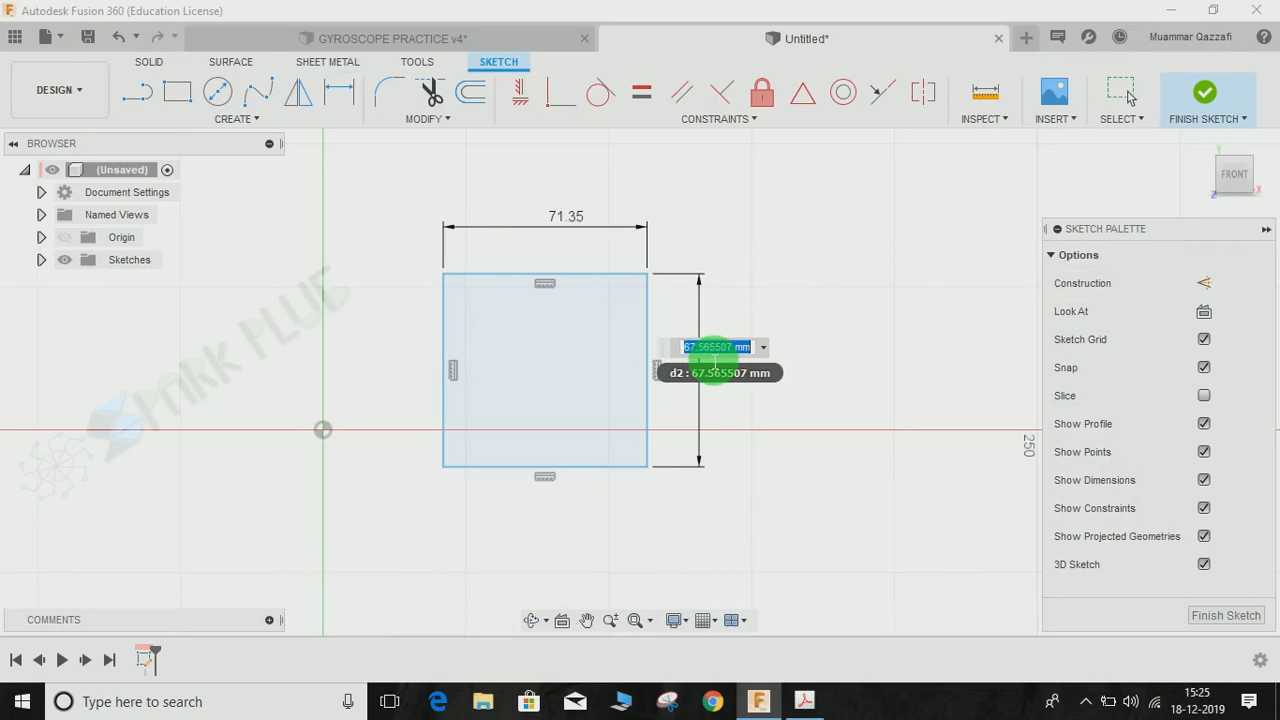 Autodesk Fusion 360 (Education License)
GYROSCOPE PRACTICE v4*
Untitled*
Muammar Qazzafi
SOLID
SURFACE
SHEET METAL
TOOLS
SKETCH
DESIGN
CREATE
MODIFY
CONSTRAINTS
INSPECT
INSERT
SELECT
FINISH SKETCH
BROWSER
(Unsaved)
Document Settings
Named Views
Origin
Sketches
Y
FRONT
X
Z
71.35
67.565507 mm
d2 : 67.565507 mm
250
SPARK PLUE
SKETCH PALETTE
Options
Construction
Look At
Sketch Grid
Snap
Slice
Show Profile
Show Points
Show Dimensions
Show Constraints
Show Projected Geometries
3D Sketch
Finish Sketch
COMMENTS
Type here to search
15:25
18-12-2019